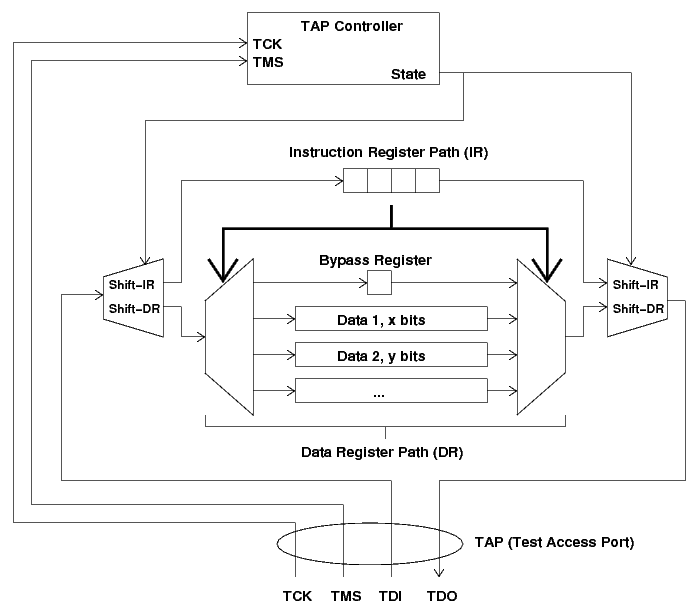 TAP Controller
TCK
TMS
State
Instruction Register Path (IR)
Bypass Register
Shift-IR
Shift-DR
Shift-IR
Shift-DR
Data 1, x bits
Data 2, y bits
...
Data Register Path (DR)
TAP (Test Access Port)
TCK TMS TDI TDO